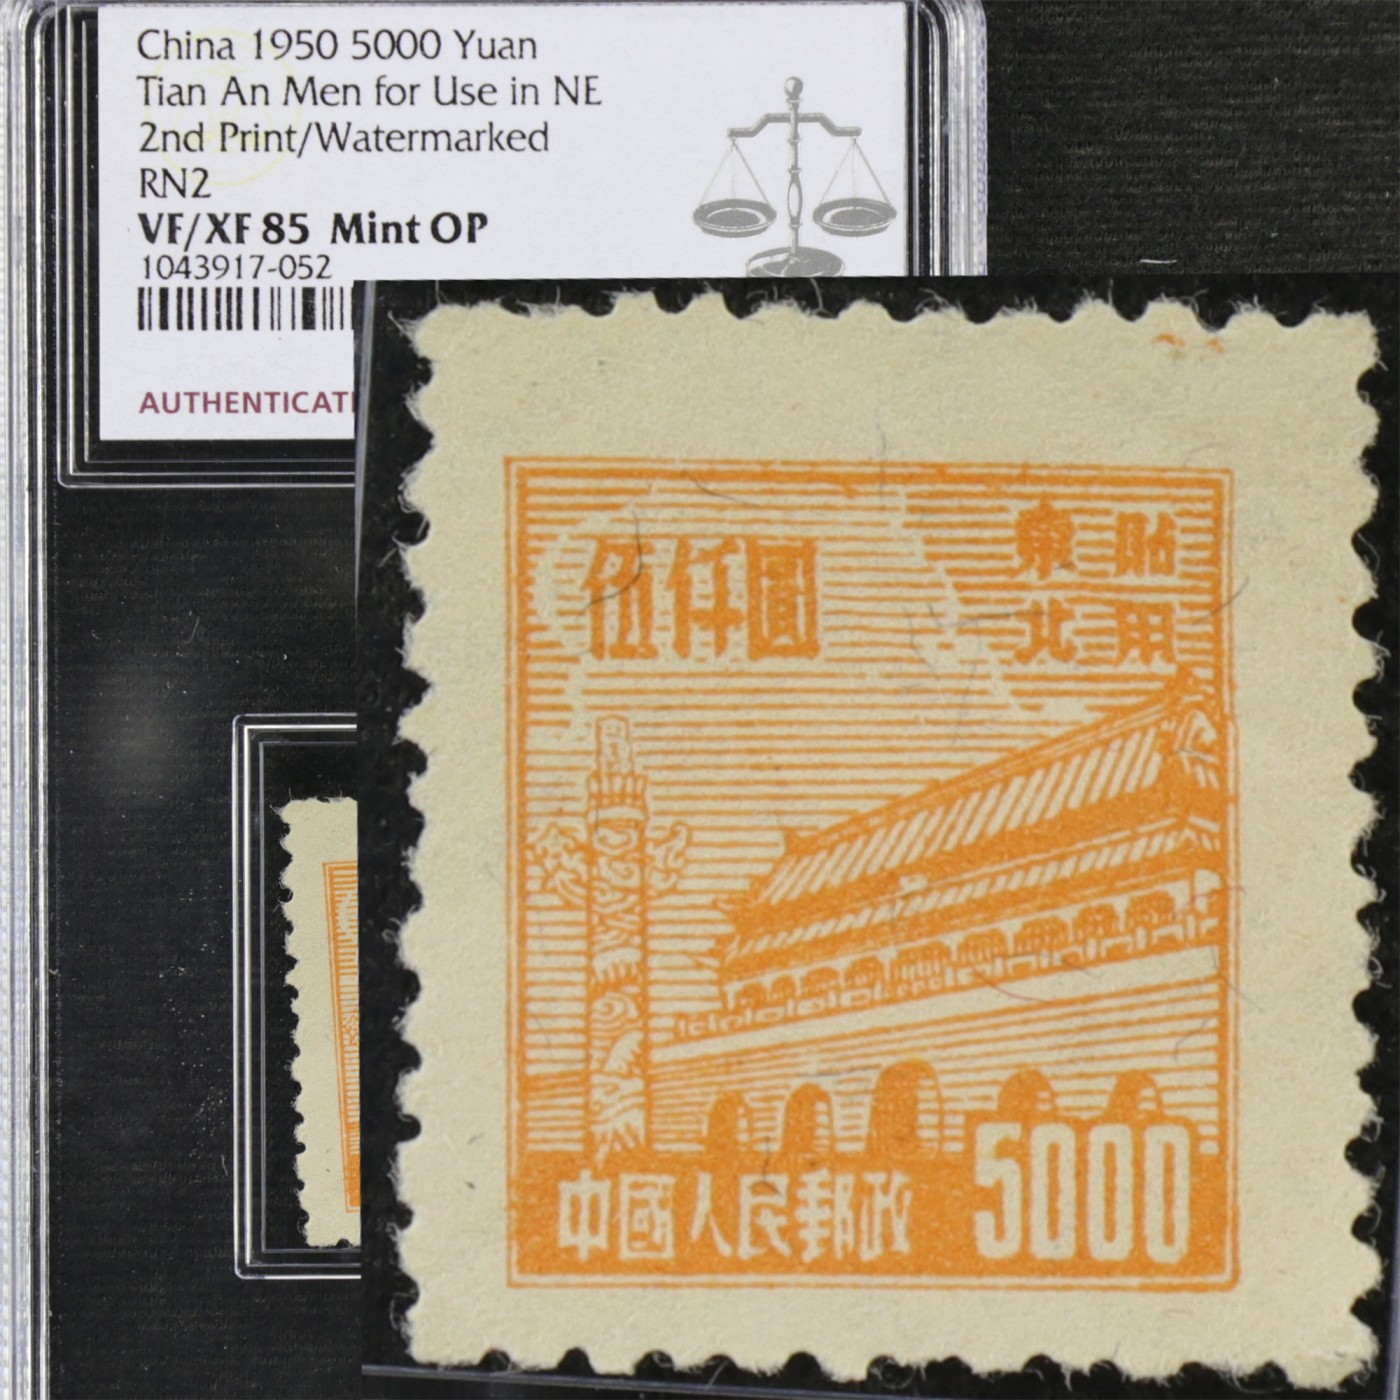 China 1950 5000 Yuan
Tian An Men for Use in NE
2nd Print/Watermarked
RN2
VF/XF 85 Mint OP
1043917-052
AUTHENTICATI
伍仟圓
東貼
北用
中國人民郵政 5000